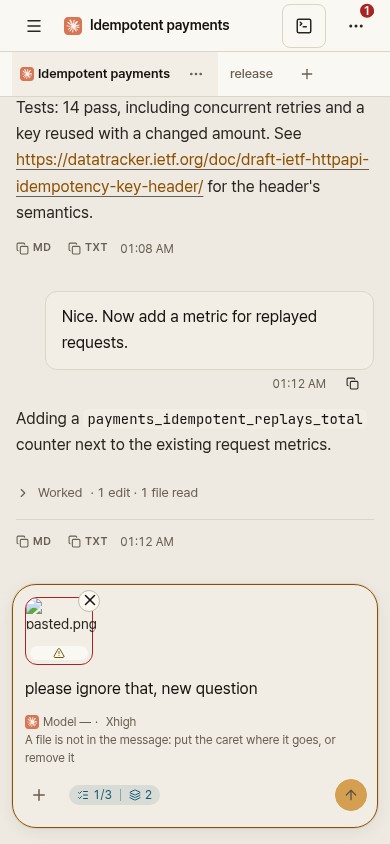 Idempotent payments
1
Idempotent payments
release
Tests: 14 pass, including concurrent retries and a
key reused with a changed amount. See
https://datatracker.ietf.org/doc/draft-ietf-httpapi-
idempotency-key-header/ for the header's
semantics.
MD TXT 01:08 AM
Nice. Now add a metric for replayed
requests.
01:12 AM
Adding a payments_idempotent_replays_total
counter next to the existing request metrics.
Worked · 1 edit · 1 file read
MD TXT 01:12 AM
pasted.png
please ignore that, new question
Model — · Xhigh
A file is not in the message: put the caret where it goes, or
remove it
1/3 2